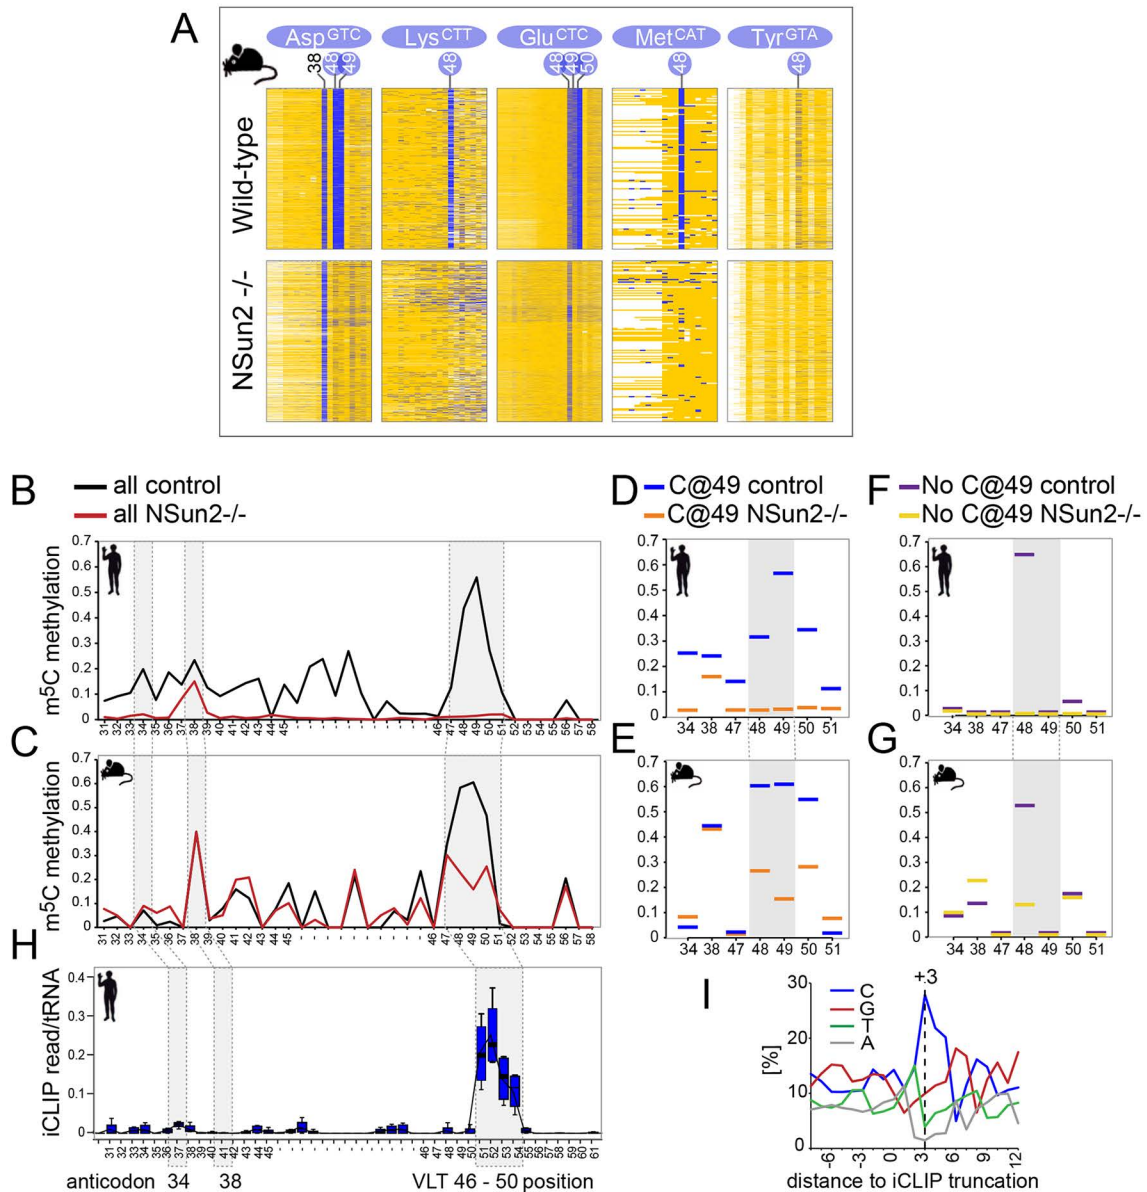 A
Asp GTC Lys CTT Glu CTC Met CAT Tyr GTA
38 48 49 48 48 49 50 48 48
Wild-type
NSun2 -/-
B
all control
all NSun2-/-
0.7
0.6
0.5
0.4
0.3
0.2
0.1
0
m5C methylation
31 32 33 34 35 36 37 38 39 40 41 42 43 44 45 - - - - - - - - - - 46 47 48 49 50 51 52 53 54 55 56 57 58
C
0.7
0.6
0.5
0.4
0.3
0.2
0.1
0
m5C methylation
31 32 33 34 35 36 37 38 39 40 41 42 43 44 45 - - - - - - - - - - 46 47 48 49 50 51 52 53 54 55 56 57 58
D
C@49 control
C@49 NSun2-/-
0.7
0.6
0.5
0.4
0.3
0.2
0.1
0
34 38 47 48 49 50 51
E
0.7
0.6
0.5
0.4
0.3
0.2
0.1
0
34 38 47 48 49 50 51
F
No C@49 control
No C@49 NSun2-/-
0.7
0.6
0.5
0.4
0.3
0.2
0.1
0
34 38 47 48 49 50 51
G
0.7
0.6
0.5
0.4
0.3
0.2
0.1
0
34 38 47 48 49 50 51
H
0.4
0.3
0.2
0.1
0
iCLIP read/tRNA
31 33 34 36 37 38 39 40 41 42 43 44 45 - - - - - - - - - - - - - 46 47 48 49 50 51 52 53 54 55 56 58 59 60 61
anticodon 34 38 VLT 46 - 50 position
I
+3
C
G
T
A
30
20
10
0
[%]
-6 -3 0 3 6 9 12
distance to iCLIP truncation